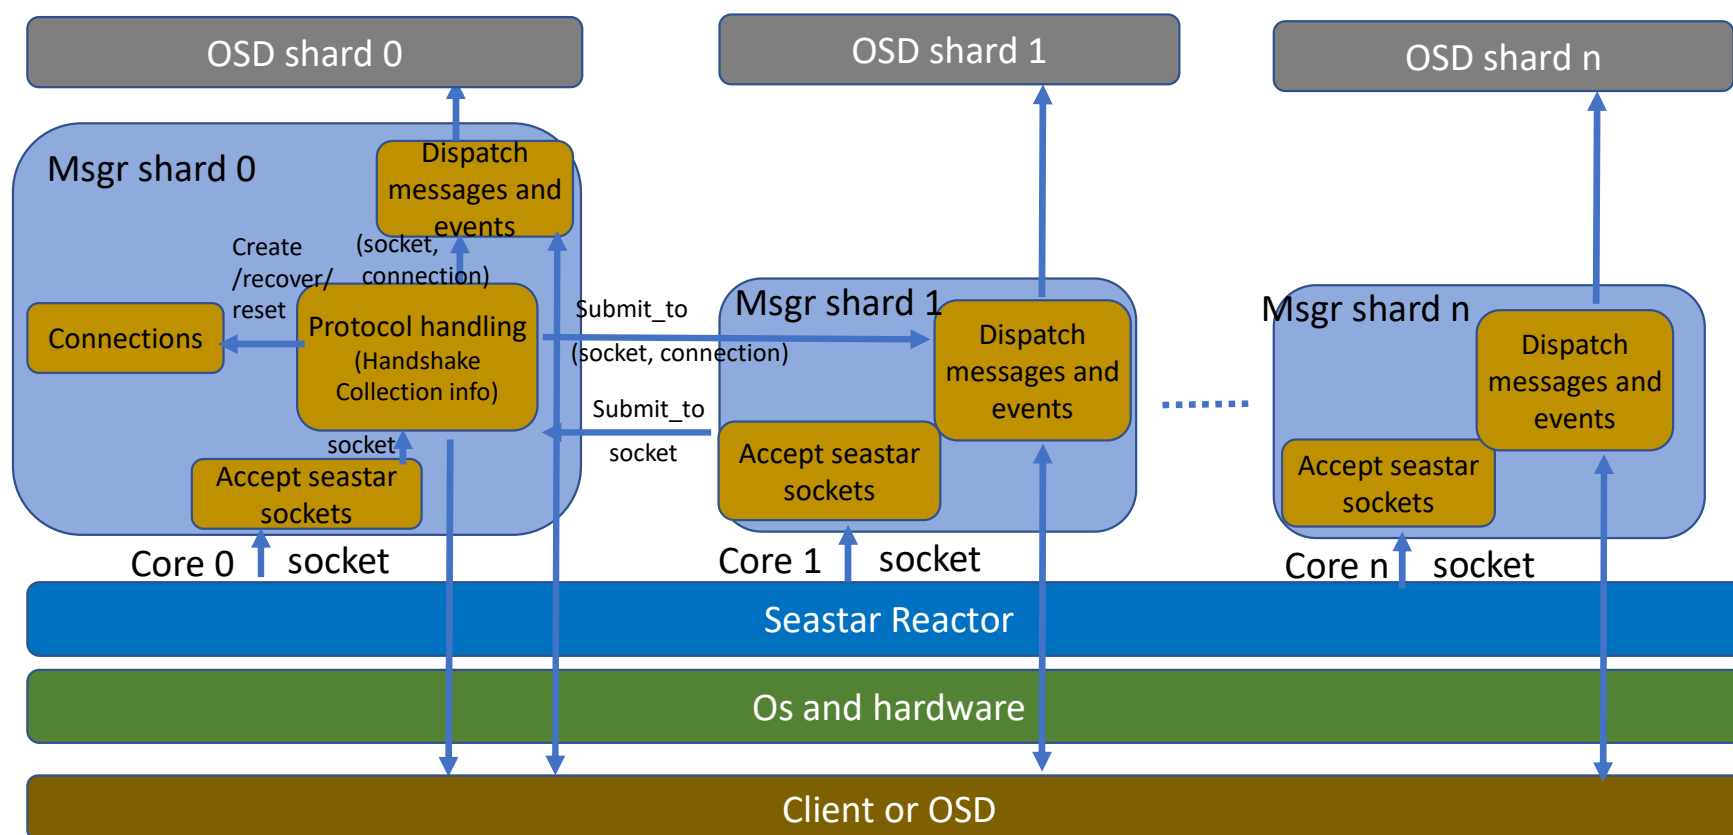 OSD shard 0
OSD shard 1
OSD shard n
Msgr shard 0
Dispatch
messages and
events
Create
/recover/
reset
(socket,
connection)
Connections
Protocol handling
(Handshake
Collection info)
socket
Accept seastar
sockets
Submit_to
(socket, connection)
Submit_to
socket
Msgr shard 1
Dispatch
messages and
events
Accept seastar
sockets
Msgr shard n
Dispatch
messages and
events
Accept seastar
sockets
Core 0
socket
Core 1
socket
Core n
socket
Seastar Reactor
Os and hardware
Client or OSD